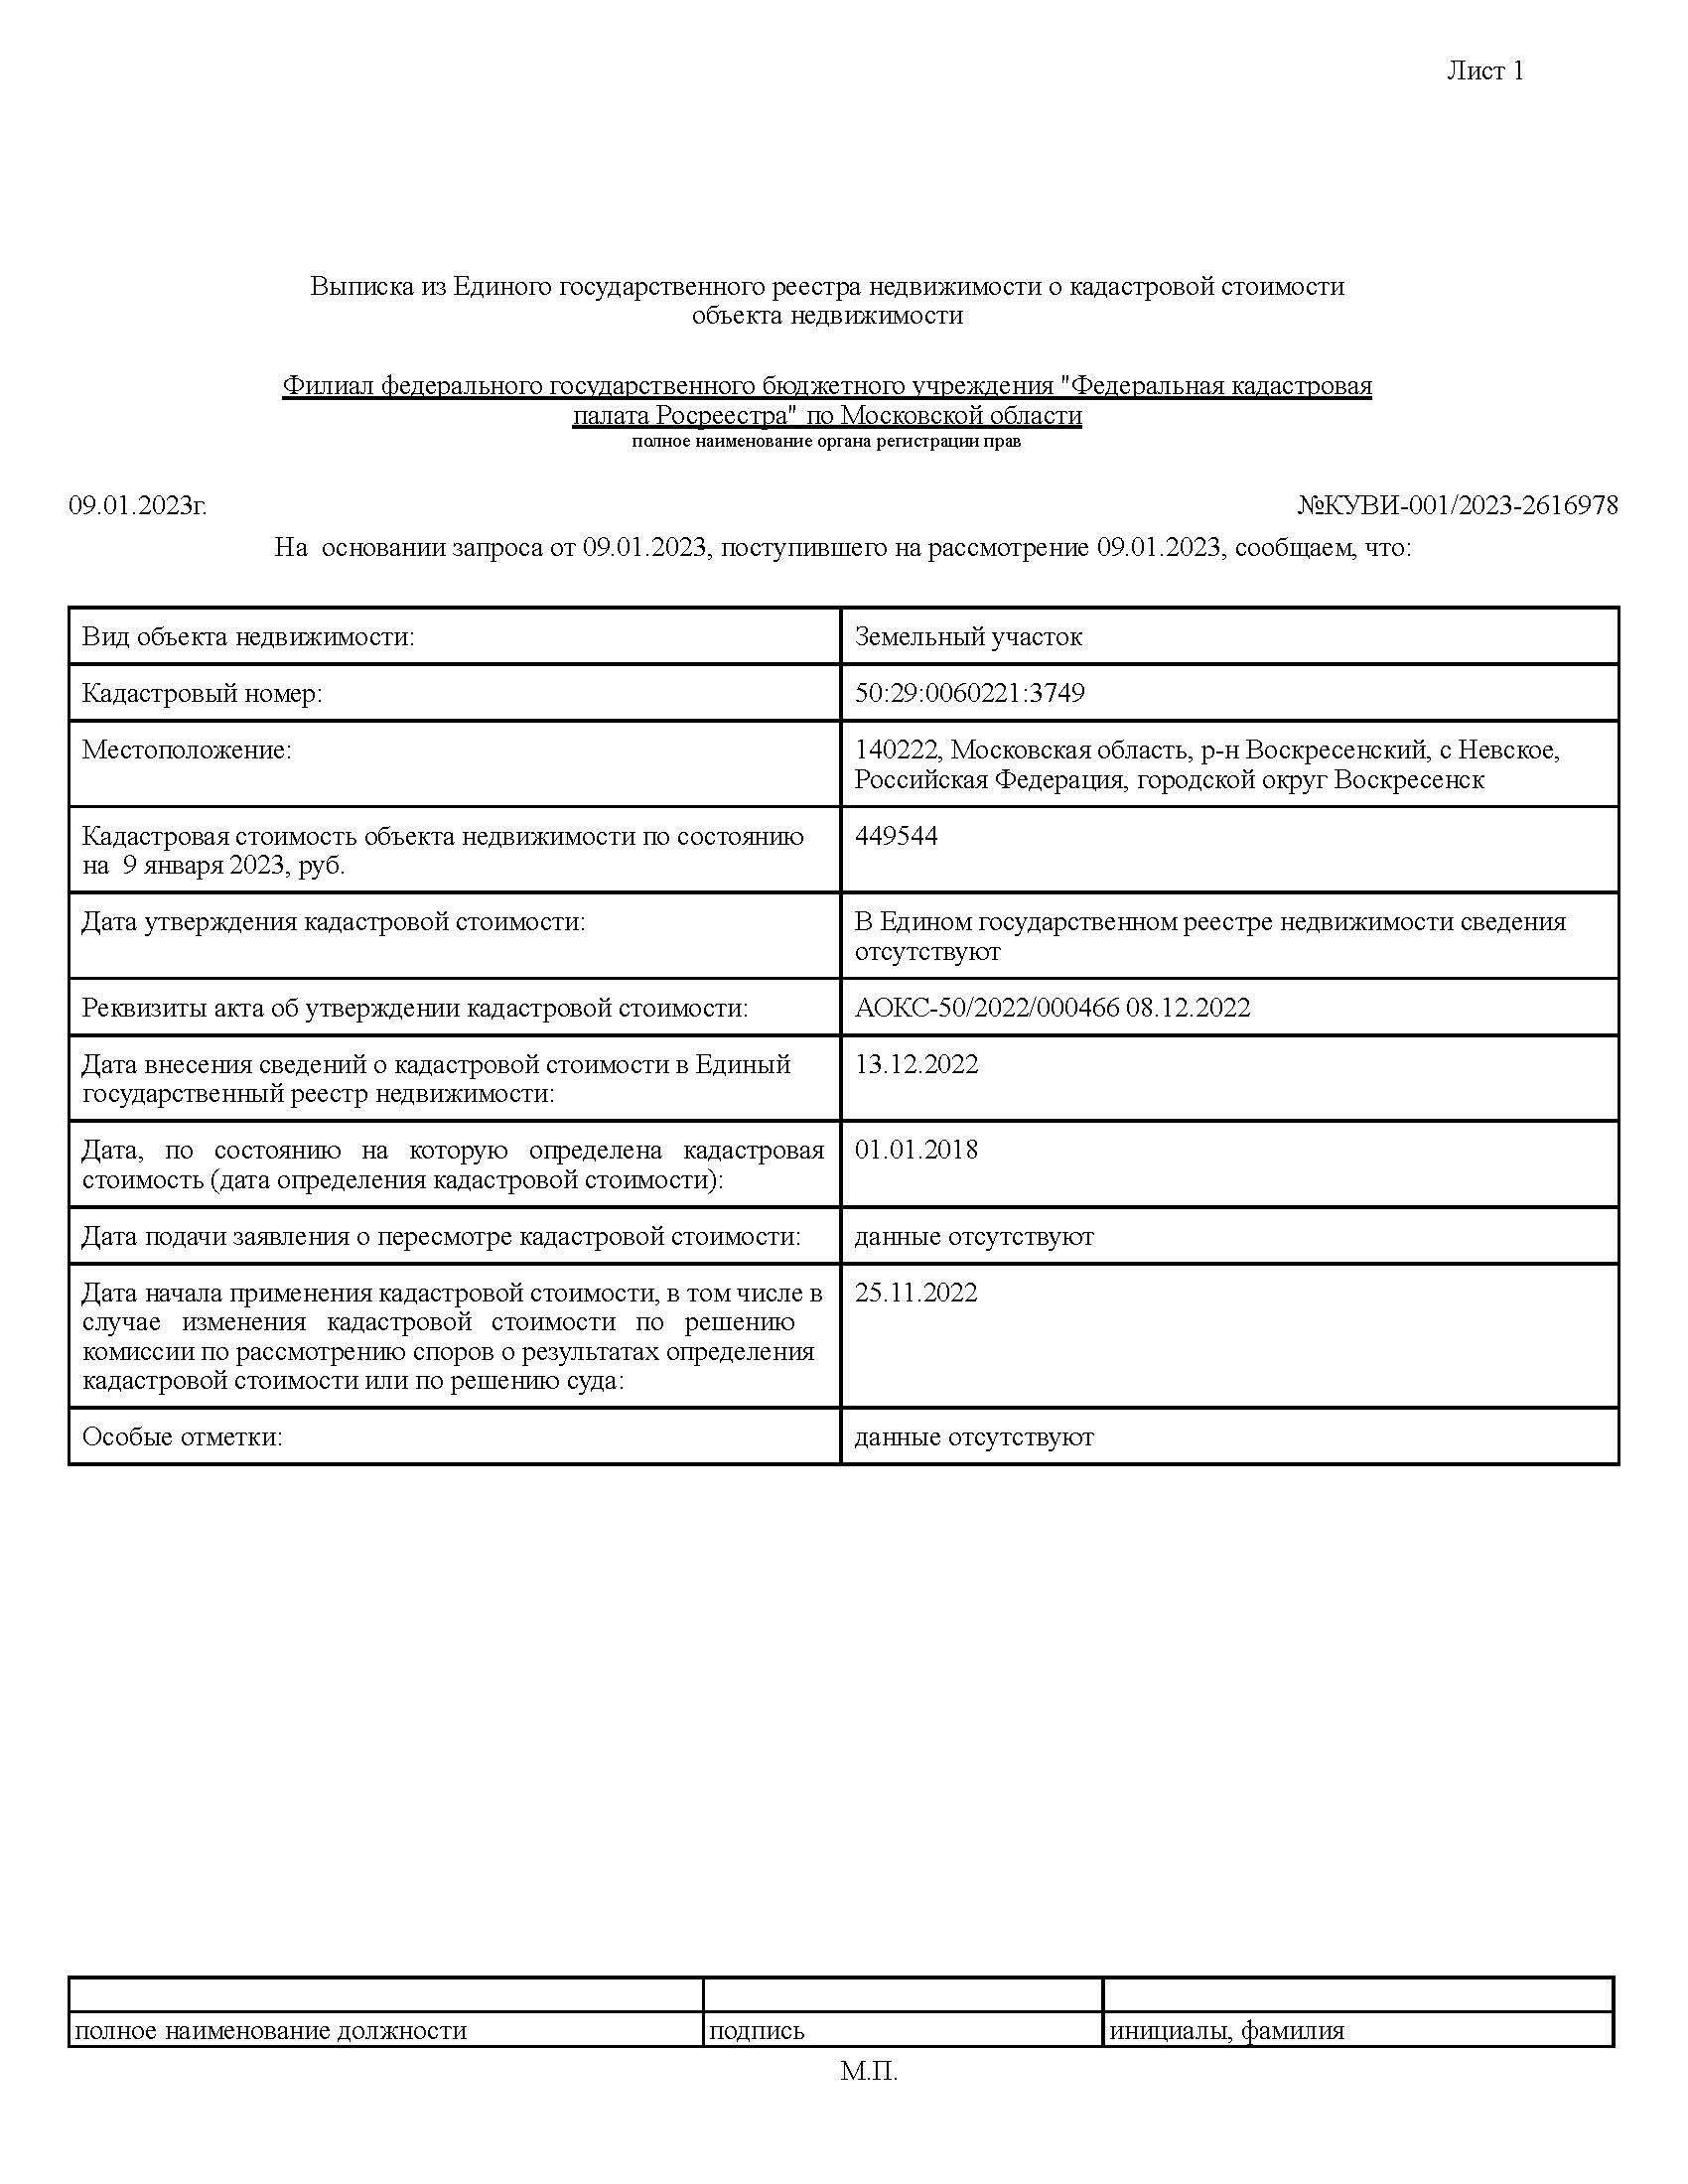 Лист 1
Выписка из Единого государственного реестра недвижимости о кадастровой стоимости
объекта недвижимости
Филиал федерального государственного бюджетного учреждения "Федеральная кадастровая
палата Росреестра" по Московской области
полное наименование органа регистрации прав
09.01.2023г.
№КУВИ-001/2023-2616978
На основании запроса от 09.01.2023, поступившего на рассмотрение 09.01.2023, сообщаем, что:
Вид объекта недвижимости:
Земельный участок
Кадастровый номер:
50:29:0060221:3749
Местоположение:
140222, Московская область, р-н Воскресенский, с Невское,
Российская Федерация, городской округ Воскресенск
Кадастровая стоимость объекта недвижимости по состоянию
на 9 января 2023, руб.
449544
Дата утверждения кадастровой стоимости:
В Едином государственном реестре недвижимости сведения
отсутствуют
Реквизиты акта об утверждении кадастровой стоимости:
АОКС-50/2022/000466 08.12.2022
Дата внесения сведений о кадастровой стоимости в Единый
государственный реестр недвижимости:
13.12.2022
Дата, по состоянию на которую определена кадастровая
стоимость (дата определения кадастровой стоимости):
01.01.2018
Дата подачи заявления о пересмотре кадастровой стоимости:
данные отсутствуют
Дата начала применения кадастровой стоимости, в том числе в
случае изменения кадастровой стоимости по решению
комиссии по рассмотрению споров о результатах определения
кадастровой стоимости или по решению суда:
25.11.2022
Особые отметки:
данные отсутствуют
полное наименование должности
подпись
инициалы, фамилия
М.П.